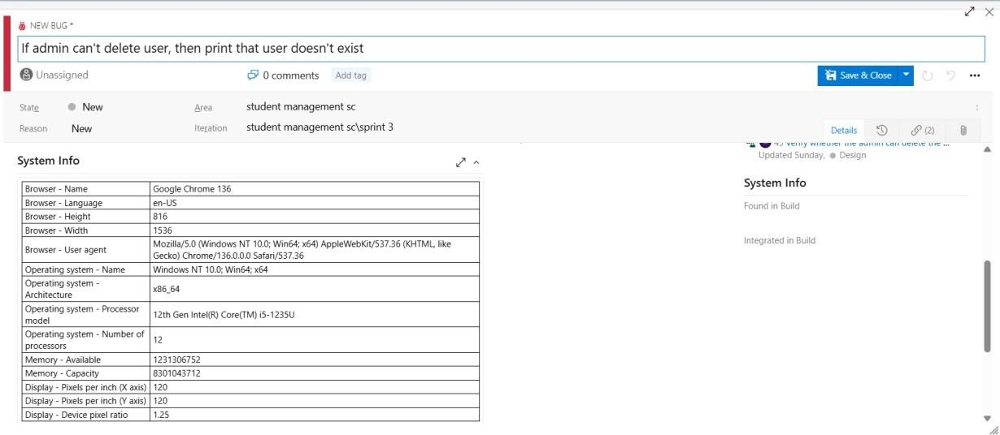 NEW BUG *
If admin can't delete user, then print that user doesn't exist
Unassigned
0 comments
Add tag
Save & Close
State
New
Area
student management sc
Reason
New
Iteration
student management sc\sprint 3
Details
(2)
System Info
Browser - Name Google Chrome 136
Browser - Language en-US
Browser - Height 816
Browser - Width 1536
Browser - User agent Mozilla/5.0 (Windows NT 10.0; Win64; x64) AppleWebKit/537.36 (KHTML, like
Gecko) Chrome/136.0.0.0 Safari/537.36
Operating system - Name Windows NT 10.0; Win64; x64
Operating system -
Architecture x86_64
Operating system - Processor
model 12th Gen Intel(R) Core(TM) i5-1235U
Operating system - Number of
processors 12
Memory - Available 1231306752
Memory - Capacity 8301043712
Display - Pixels per inch (X axis) 120
Display - Pixels per inch (Y axis) 120
Display - Device pixel ratio 1.25
Verify whether the admin can delete the ...
Updated Sunday, Design
System Info
Found in Build
Integrated in Build